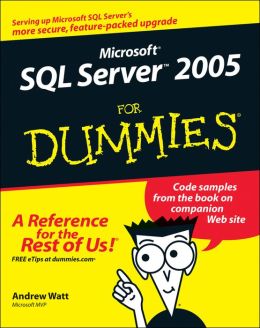 Serving up Microsoft SQL Server's
more secure, feature-packed upgrade
Microsoft®
SQL Server™ 2005
FOR
DUMMIES®
Code samples
from the book on
companion
Web site
A Reference
for the
Rest of Us!®
FREE eTips at dummies.com®
Andrew Watt
Microsoft MVP